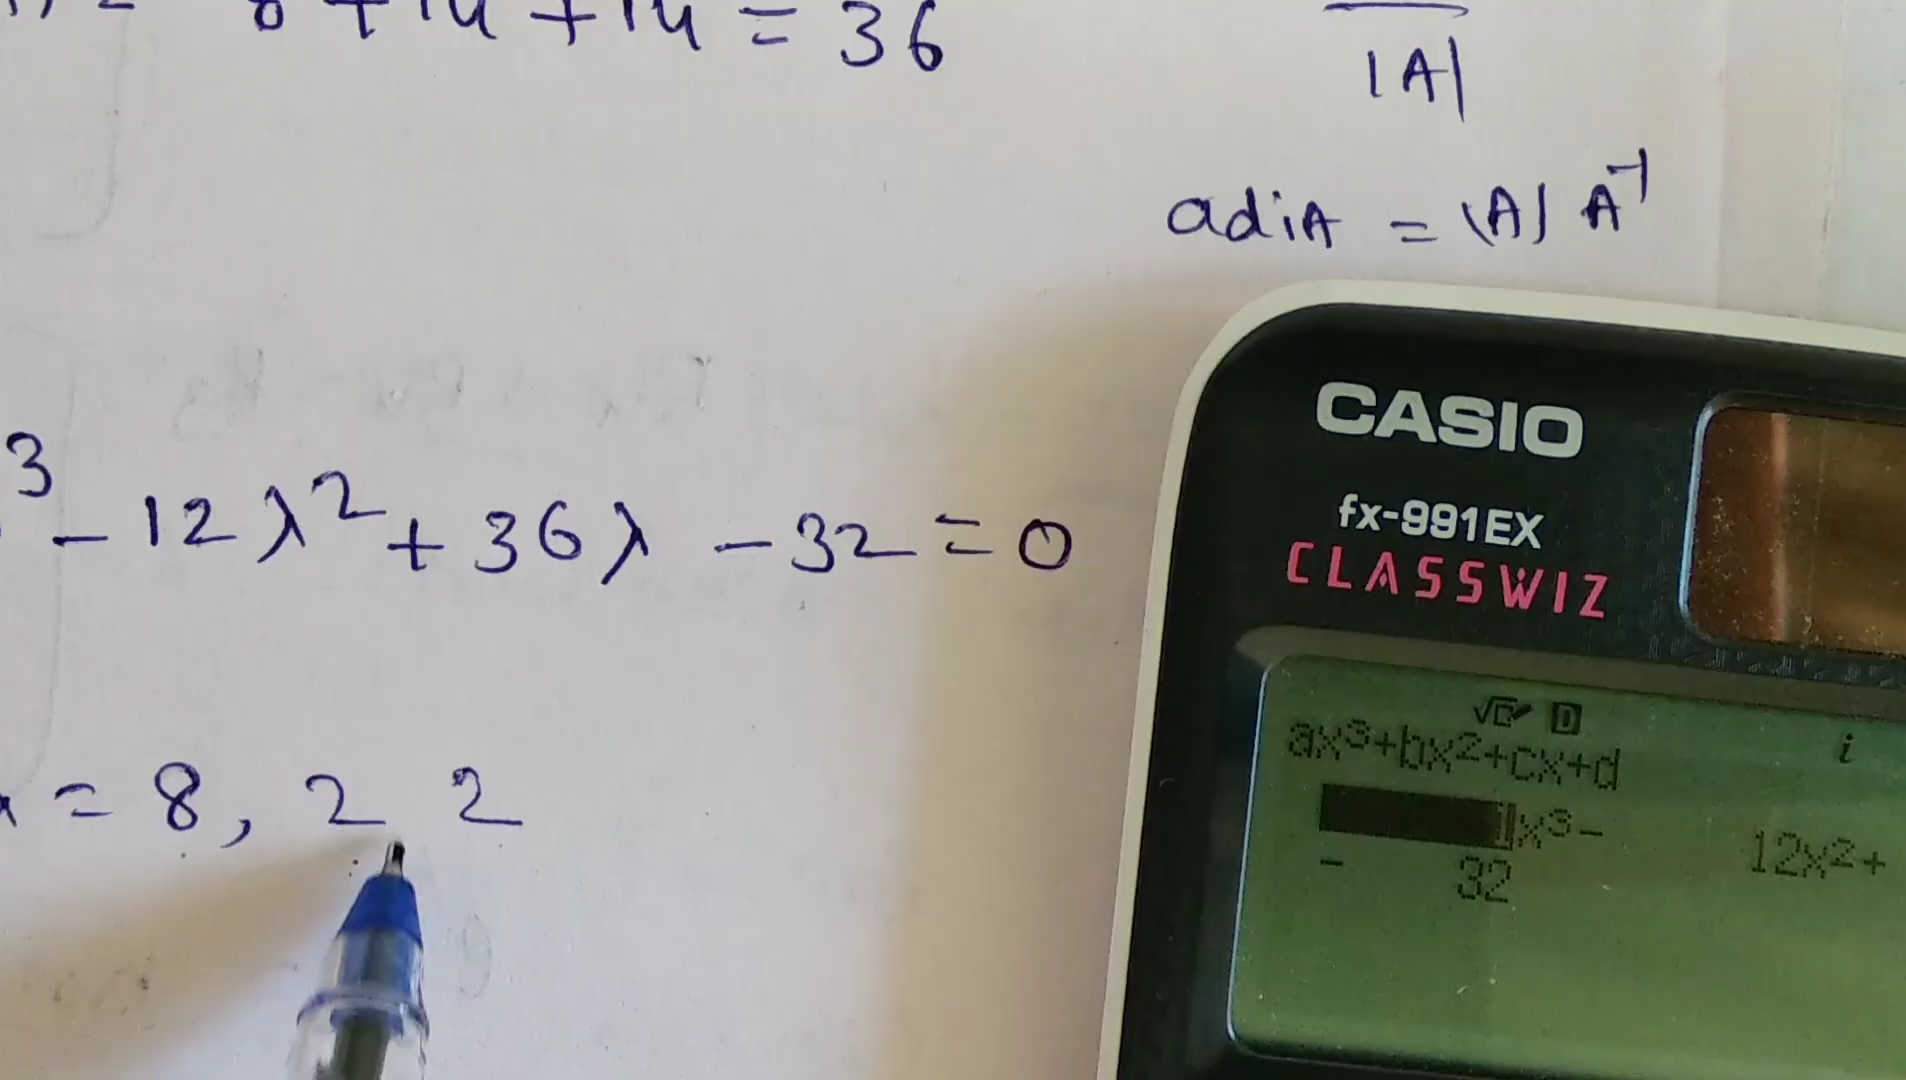 8 + 14 + 14 = 36
|A|
adjA = |A| A⁻¹
³ - 12λ² + 36λ - 32 = 0
λ = 8, 2 2
CASIO
fx-991EX
CLASSWIZ
√□ D i
ax³+bx²+cx+d
1x³- 12x²+
- 32